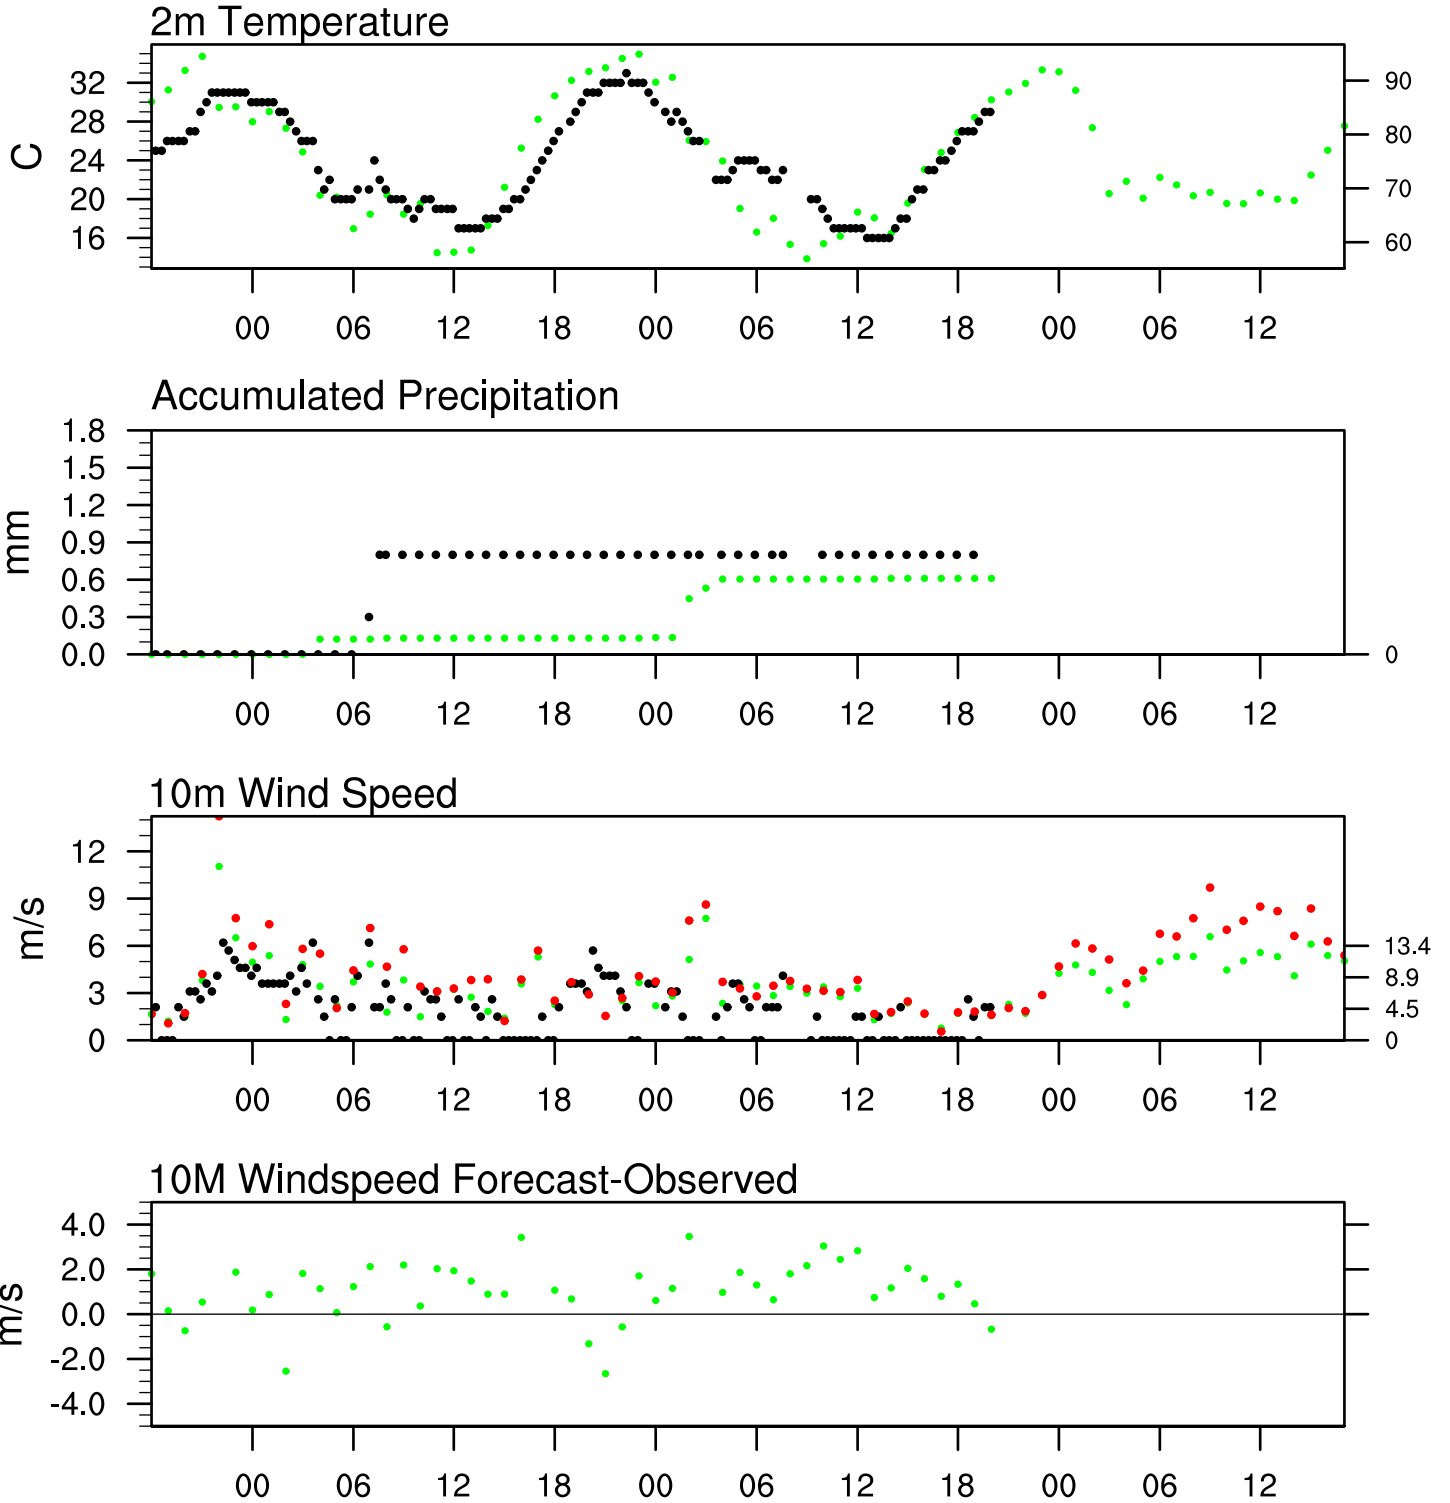 2m Temperature
32
28
24
20
16
C
90
80
70
60
00 06 12 18 00 06 12 18 00 06 12
Accumulated Precipitation
1.8
1.5
1.2
0.9
0.6
0.3
0.0
mm
0
00 06 12 18 00 06 12 18 00 06 12
10m Wind Speed
12
9
6
3
0
m/s
13.4
8.9
4.5
0
00 06 12 18 00 06 12 18 00 06 12
10M Windspeed Forecast-Observed
4.0
2.0
0.0
-2.0
-4.0
m/s
00 06 12 18 00 06 12 18 00 06 12